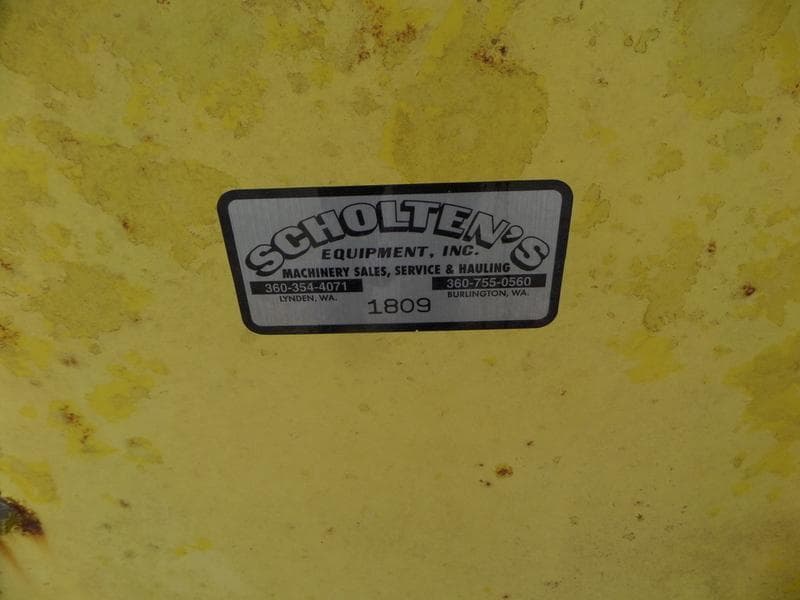 SCHOLTEN'S
EQUIPMENT, INC.
MACHINERY SALES, SERVICE & HAULING
360-354-4071 360-755-0560
LYNDEN, WA. BURLINGTON, WA.
1809